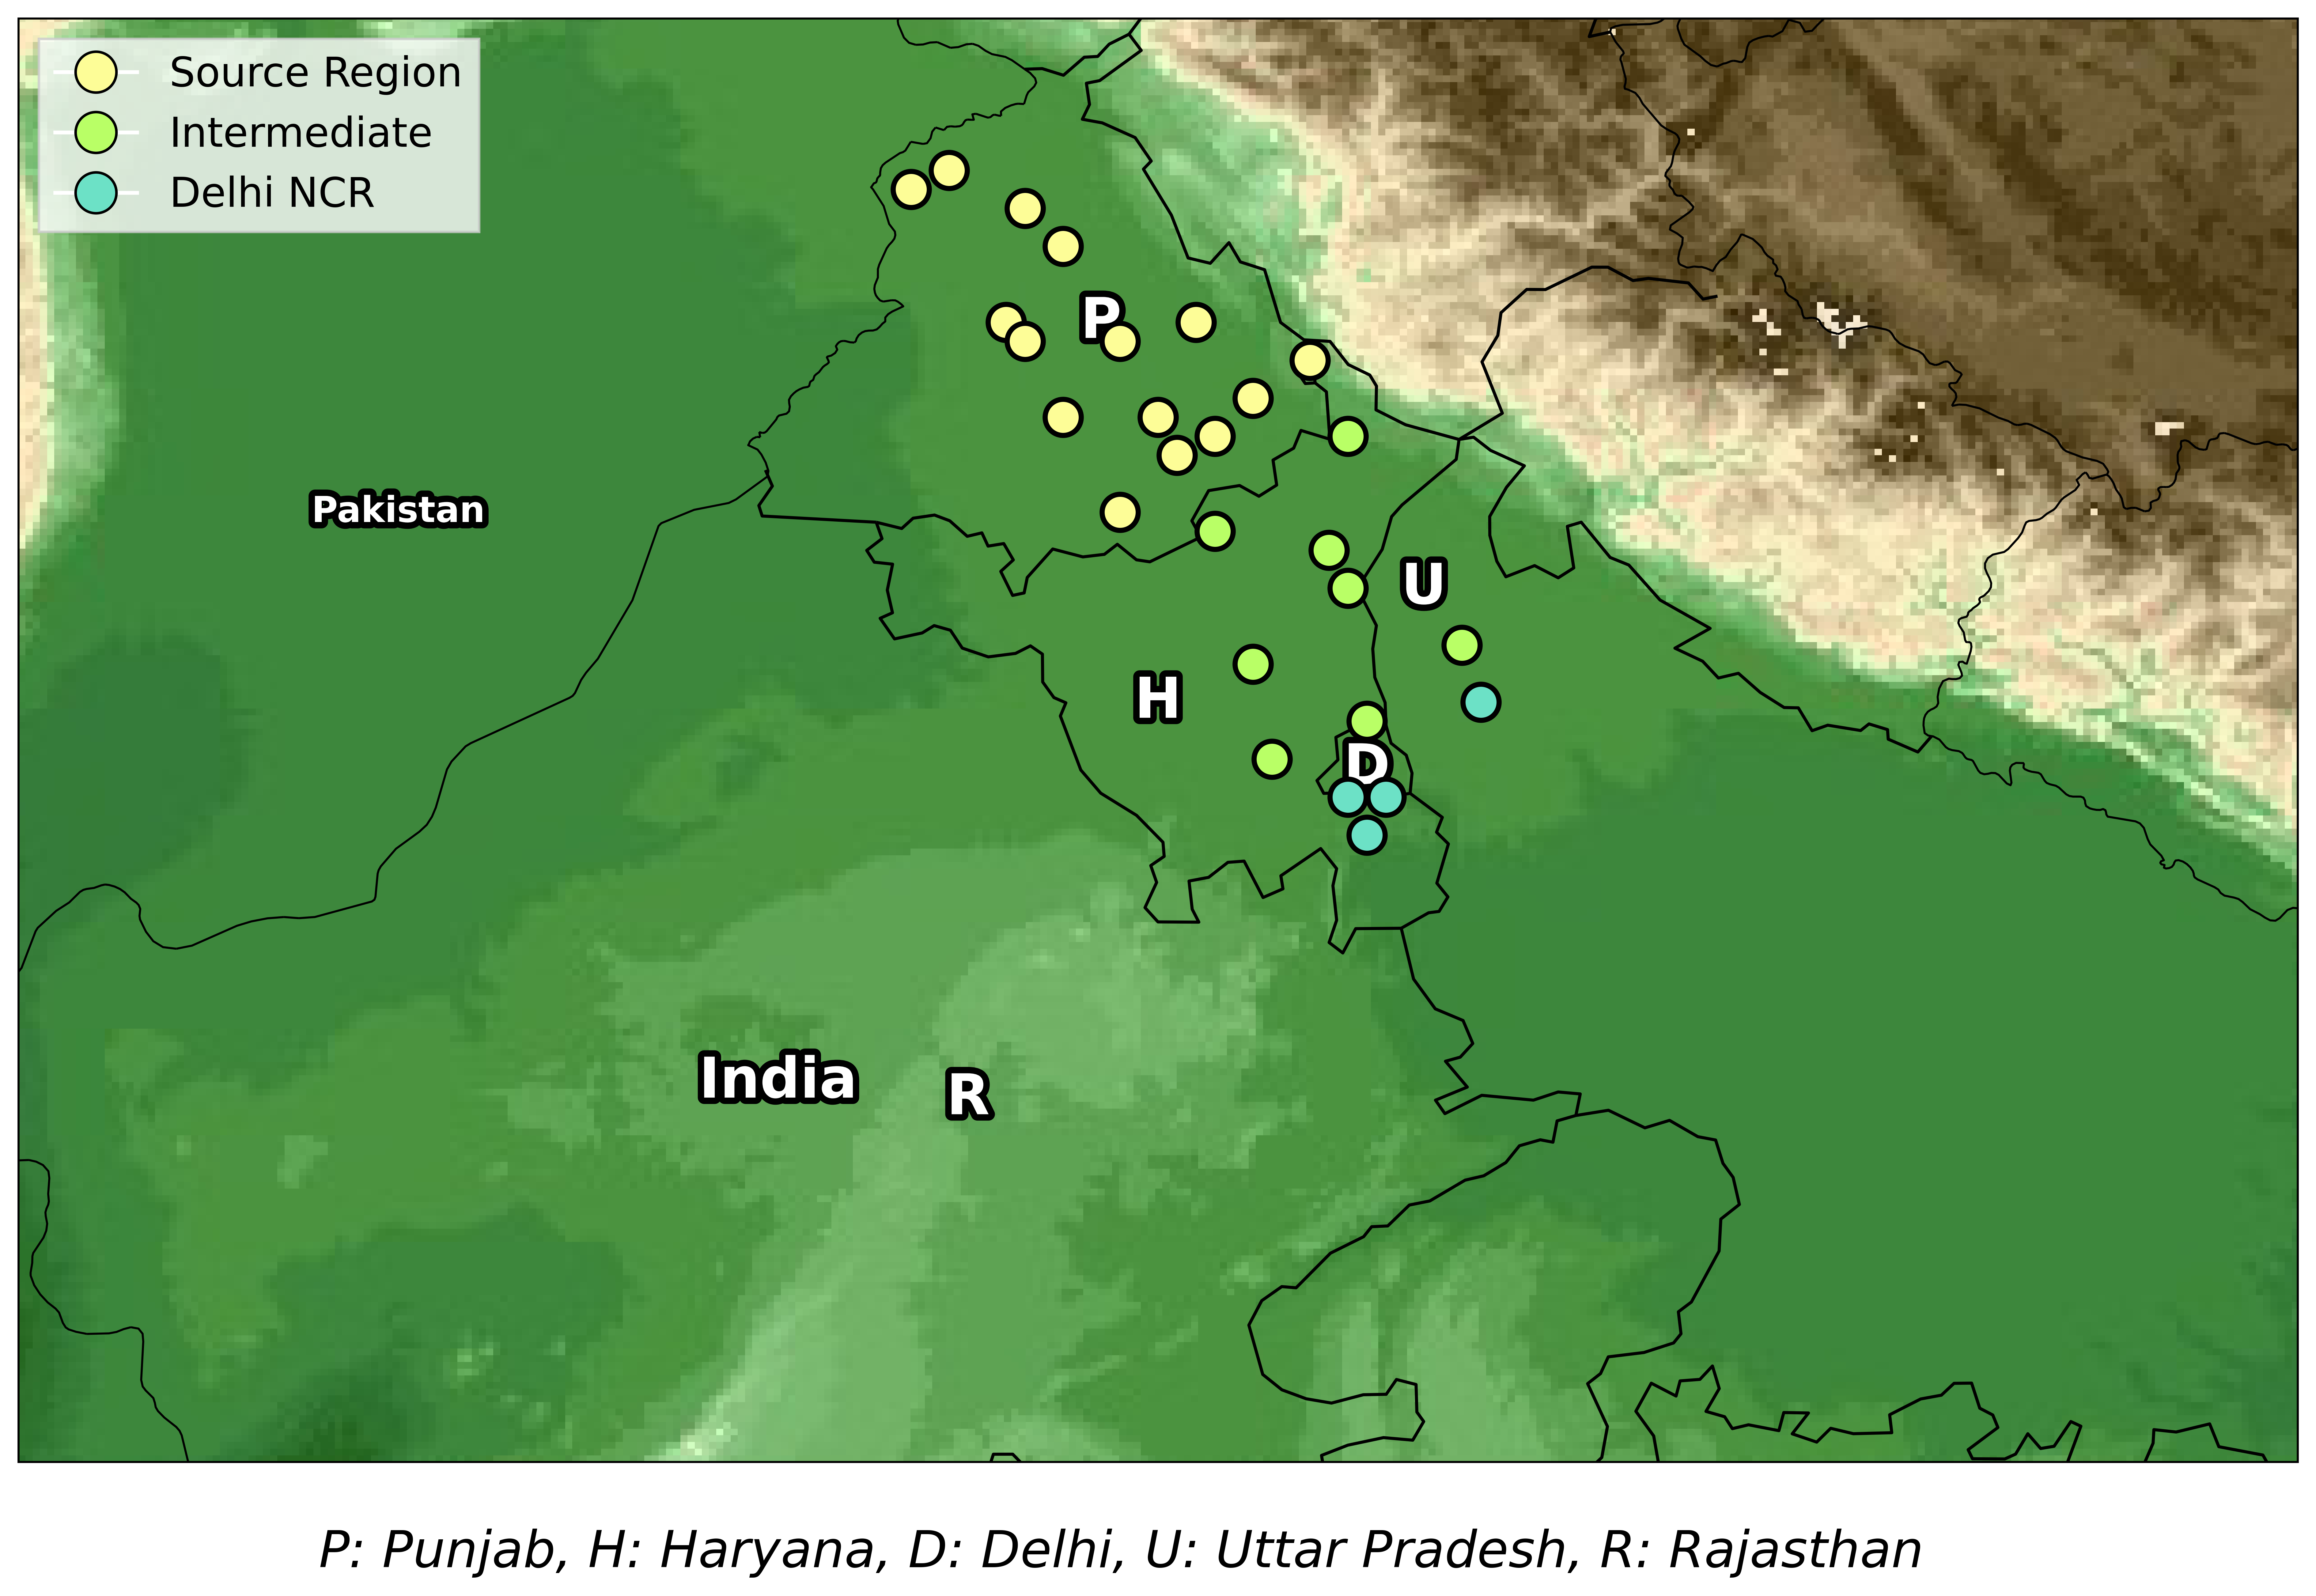 Source Region
Intermediate
Delhi NCR
P
Pakistan
U
H
D
India
R
P: Punjab, H: Haryana, D: Delhi, U: Uttar Pradesh, R: Rajasthan